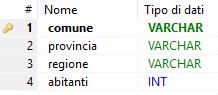 # Nome Tipo di dati
1 comune VARCHAR
2 provincia VARCHAR
3 regione VARCHAR
4 abitanti INT